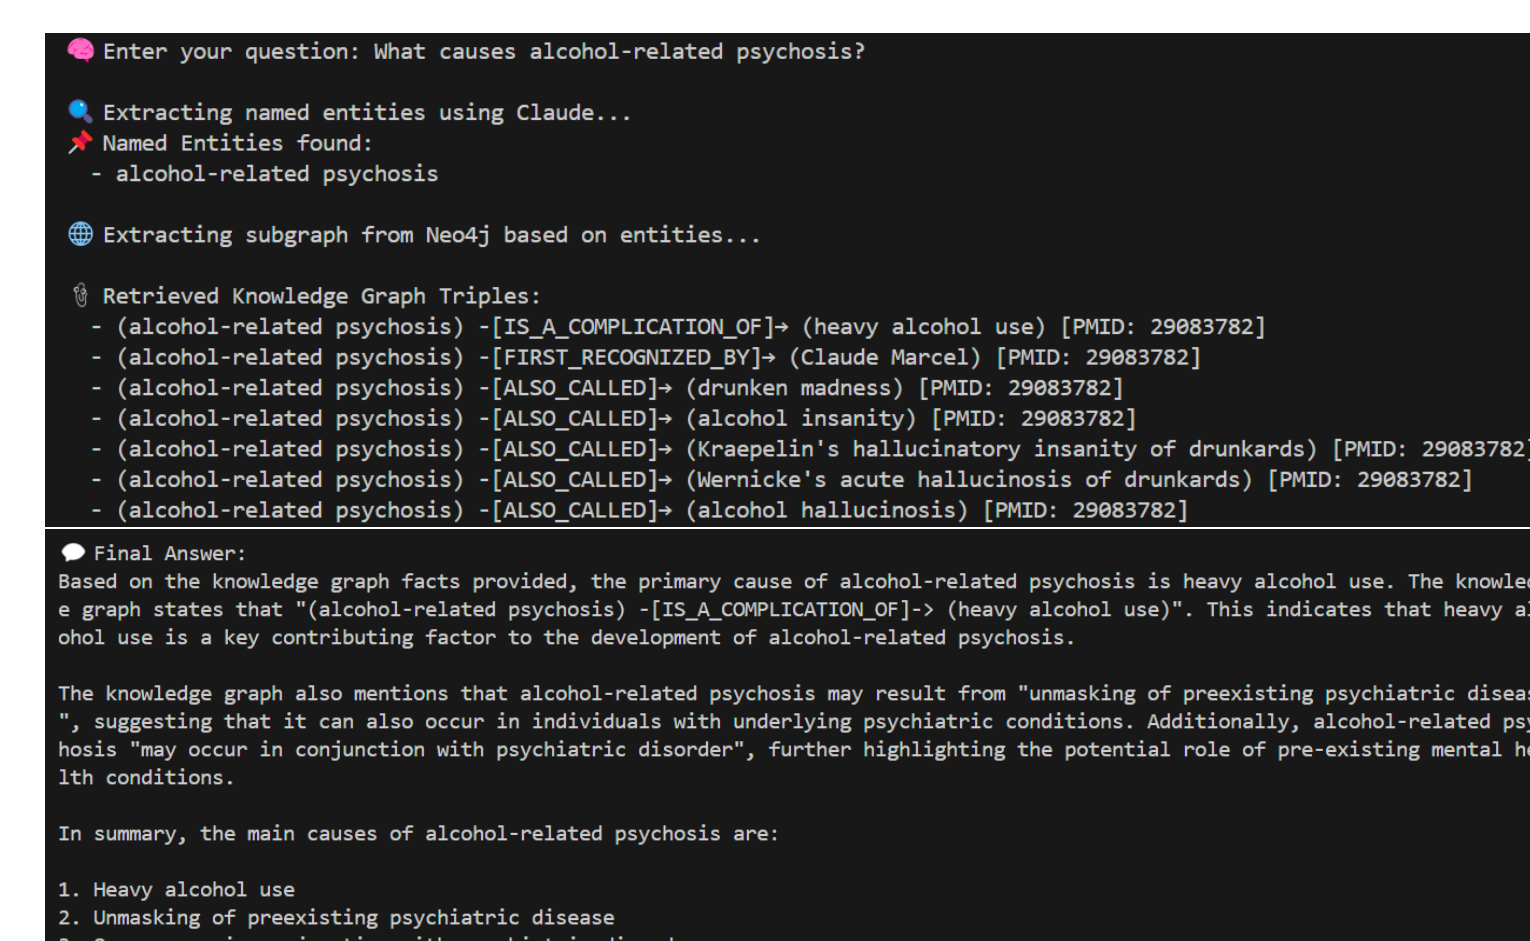 Enter your question: What causes alcohol-related psychosis?
Extracting named entities using Claude...
Named Entities found:
- alcohol-related psychosis
Extracting subgraph from Neo4j based on entities...
Retrieved Knowledge Graph Triples:
- (alcohol-related psychosis) -[IS_A_COMPLICATION_OF]→ (heavy alcohol use) [PMID: 29083782]
- (alcohol-related psychosis) -[FIRST_RECOGNIZED_BY]→ (Claude Marcel) [PMID: 29083782]
- (alcohol-related psychosis) -[ALSO_CALLED]→ (drunken madness) [PMID: 29083782]
- (alcohol-related psychosis) -[ALSO_CALLED]→ (alcohol insanity) [PMID: 29083782]
- (alcohol-related psychosis) -[ALSO_CALLED]→ (Kraepelin's hallucinatory insanity of drunkards) [PMID: 29083782]
- (alcohol-related psychosis) -[ALSO_CALLED]→ (Wernicke's acute hallucinosis of drunkards) [PMID: 29083782]
- (alcohol-related psychosis) -[ALSO_CALLED]→ (alcohol hallucinosis) [PMID: 29083782]
Final Answer:
Based on the knowledge graph facts provided, the primary cause of alcohol-related psychosis is heavy alcohol use. The knowled
e graph states that "(alcohol-related psychosis) -[IS_A_COMPLICATION_OF]-> (heavy alcohol use)". This indicates that heavy al
ohol use is a key contributing factor to the development of alcohol-related psychosis.
The knowledge graph also mentions that alcohol-related psychosis may result from "unmasking of preexisting psychiatric diseas
", suggesting that it can also occur in individuals with underlying psychiatric conditions. Additionally, alcohol-related psy
hosis "may occur in conjunction with psychiatric disorder", further highlighting the potential role of pre-existing mental he
lth conditions.
In summary, the main causes of alcohol-related psychosis are:
1. Heavy alcohol use
2. Unmasking of preexisting psychiatric disease